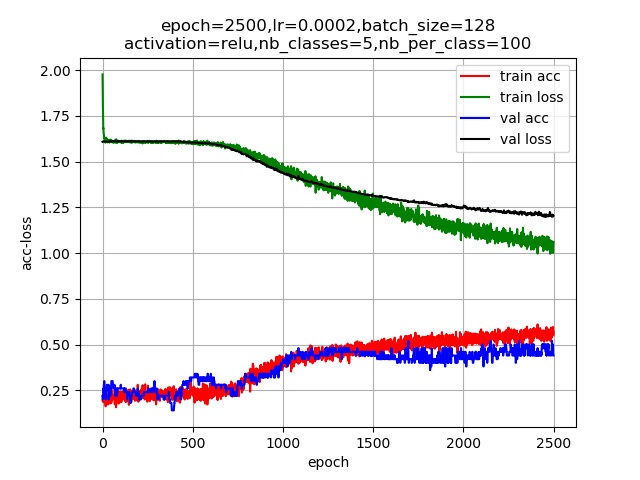 epoch=2500,lr=0.0002,batch_size=128
activation=relu,nb_classes=5,nb_per_class=100
2.00
1.75
1.50
1.25
1.00
0.75
0.50
0.25
acc-loss
train acc
train loss
val acc
val loss
0
500
1000
1500
2000
2500
epoch